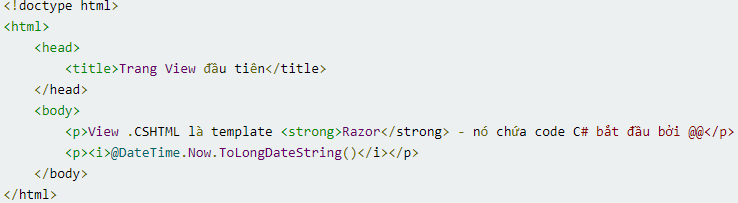 <!doctype html>
<html>
    <head>
        <title>Trang View đầu tiên</title>
    </head>
    <body>
        <p>View .CSHTML là template <strong>Razor</strong> - nó chứa code C# bắt đầu bởi @@</p>
        <p><i>@DateTime.Now.ToLongDateString()</i></p>
    </body>
</html>